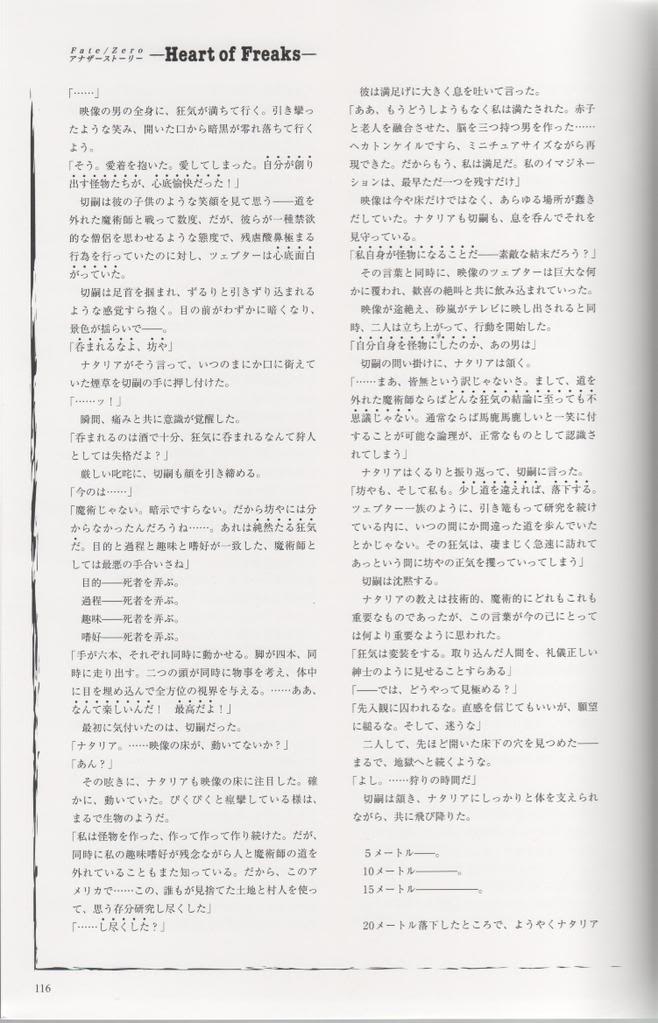 Fate/Zero
アナザーストーリー
―Heart of Freaks―
「……」
　映像の男の全身に、狂気が満ちて行く。引き攣っ
たような笑み、開いた口から暗黒が零れ落ちて行く
よう。
「そう。愛着を抱いた。愛してしまった。自分が創り
出す怪物たちが、心底愉快だった！」
　切嗣は彼の子供のような笑顔を見て思う――道を
外れた魔術師と戦って数度、だが、彼らが一種禁欲
的な僧侶を思わせるような態度で、残虐酸鼻極まる
行為を行っていたのに対し、ツェプターは心底面白
がっていた。
　切嗣は足首を掴まれ、ずるりと引きずり込まれる
ような感覚すら抱く。目の前がわずかに暗くなり、
景色が揺らいで――。
「呑まれるなよ、坊や」
　ナタリアがそう言って、いつのまにか口に銜えて
いた煙草を切嗣の手に押し付けた。
「……ッ！」
　瞬間、痛みと共に意識が覚醒した。
「呑まれるのは酒で十分、狂気に呑まれるなんて狩人
としては失格だよ？」
　厳しい叱咤に、切嗣も顔を引き締める。
「今のは……」
「魔術じゃない。暗示ですらない。だから坊やには分
からなかったんだろうね……。あれは純然たる狂気
だ。目的と過程と趣味と嗜好が一致した、魔術師と
しては最悪の手合いさね」
　目的――死者を弄ぶ。
　過程――死者を弄ぶ。
　趣味――死者を弄ぶ。
　嗜好――死者を弄ぶ。
「手が六本、それぞれ同時に動かせる。脚が四本、同
時に走り出す。二つの頭が同時に物事を考え、体中
に目を埋め込んで全方位の視界を与える。……ああ、
なんて楽しいんだ！　最高だよ！」
　最初に気付いたのは、切嗣だった。
「ナタリア。……映像の床が、動いてないか？」
「あん？」
　その呟きに、ナタリアも映像の床に注目した。確
かに、動いていた。ぴくぴくと痙攣している様は、
まるで生物のようだ。
「私は怪物を作った、作って作って作り続けた。だが、
同時に私の趣味嗜好が残念ながら人と魔術師の道を
外れていることもまた知っている。だから、このア
メリカで……この、誰もが見捨てた土地と村人を使っ
て、思う存分研究し尽くした」
「……し尽くした？」
　彼は満足げに大きく息を吐いて言った。
「ああ、もうどうしようもなく私は満たされた。赤子
と老人を融合させた、脳を三つ持つ男を作った……
ヘカトンケイルですら、ミニチュアサイズながら再
現できた。だからもう、私は満足だ。私のイマジネー
ションは、最早ただ一つを残すだけ」
　映像は今や床だけではなく、あらゆる場所が蠢き
だしていた。ナタリアも切嗣も、息を呑んでそれを
見守っている。
「私自身が怪物になることだ――素敵な結末だろう？」
　その言葉と同時に、映像のツェプターは巨大な何
かに覆われ、歓喜の絶叫と共に飲み込まれていった。
　映像が途絶え、砂嵐がテレビに映し出されると同
時、二人は立ち上がって、行動を開始した。
「自分自身を怪物にしたのか、あの男は」
　切嗣の問い掛けに、ナタリアは頷く。
「……まあ、皆無という訳じゃないさ。まして、道を
外れた魔術師ならばどんな狂気の結論に至っても不
思議じゃない。通常ならば馬鹿馬鹿しいと一笑に付
すことが可能な論理が、正常なものとして認識さ
れてしまう」
　ナタリアはくるりと振り返って、切嗣に言った。
「坊やも、そして私も。少し道を違えれば、落下する。
ツェプター一族のように、引き篭もって研究を続け
ている内に、いつの間にか間違った道を歩んでいた
とかじゃない。その狂気は、凄まじく急速に訪れて
あっという間に坊やの正気を攫っていってしまう」
　切嗣は沈黙する。
　ナタリアの教えは技術的、魔術的にどれもこれも
重要なものであったが、この言葉が今の己にとって
は何より重要なように思われた。
「狂気は変装をする。取り込んだ人間を、礼儀正しい
紳士のように見せることすらある」
「――では、どうやって見極める？」
「先入観に囚われるな。直感を信じてもいいが、願望
に縋るな。そして、迷うな」
　二人して、先ほど開いた床下の穴を見つめた――
まるで、地獄へと続くような。
「よし。……狩りの時間だ」
　切嗣は頷き、ナタリアにしっかりと体を支えられ
ながら、共に飛び降りた。
　5メートル――。
　10メートル――――。
　15メートル――――――。
　20メートル落下したところで、ようやくナタリア
116